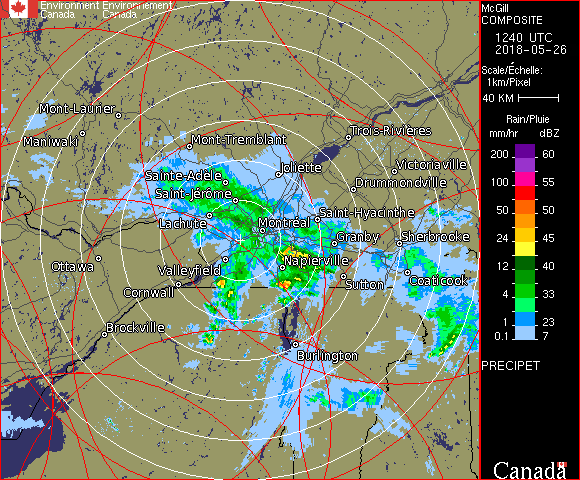 Environment Environnement
Canada Canada
McGill
COMPOSITE
1240 UTC
2018-05-26
Scale/Échelle:
1km/Pixel
40 KM
Rain/Pluie
mm/hr dBZ
200 60
100 55
50 50
24 45
12 40
4 33
1 23
0.1 7
PRECIPET
Canada
Mont-Laurier
Maniwaki
Mont-Tremblant
Trois-Rivières
Sainte-Adèle
Joliette
Victoriaville
Saint-Jérôme
Drummondville
Lachute
Montréal
Saint-Hyacinthe
Granby
Sherbrooke
Ottawa
Valleyfield
Napierville
Cornwall
Sutton
Coaticook
Brockville
Burlington